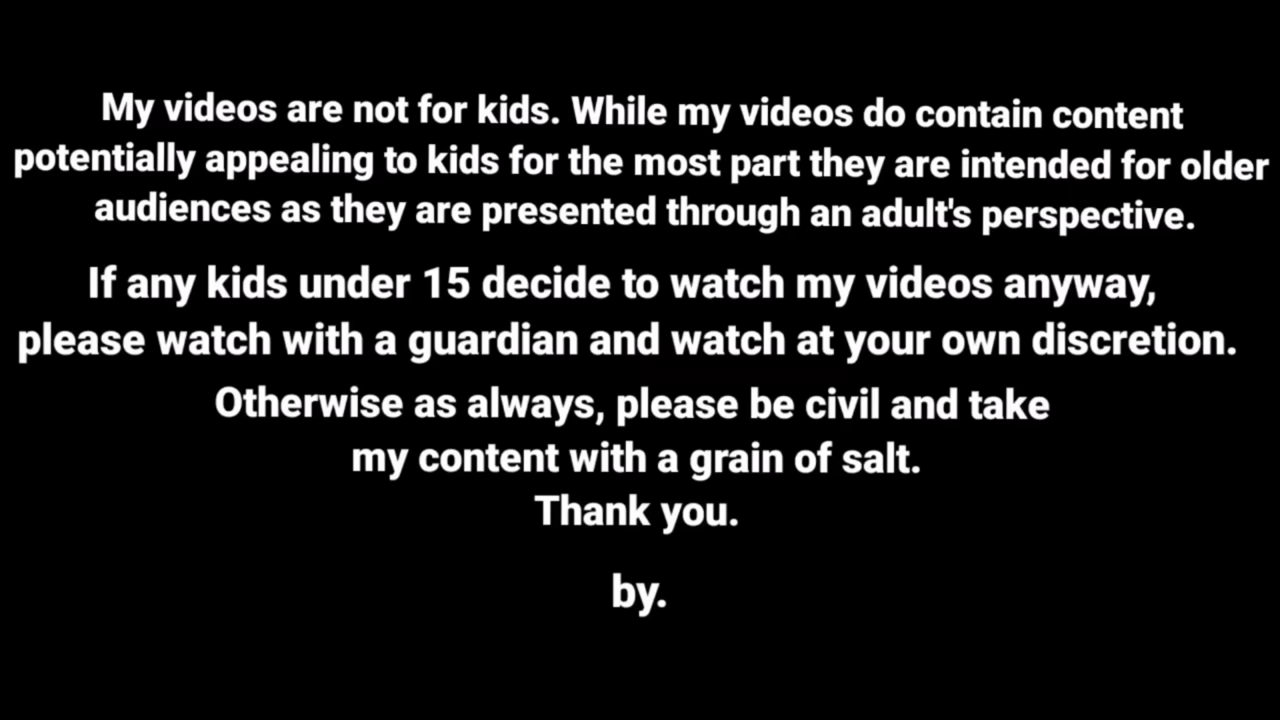 My videos are not for kids. While my videos do contain content
potentially appealing to kids for the most part they are intended for older
audiences as they are presented through an adult's perspective.
If any kids under 15 decide to watch my videos anyway,
please watch with a guardian and watch at your own discretion.
Otherwise as always, please be civil and take
my content with a grain of salt.
Thank you.
by.